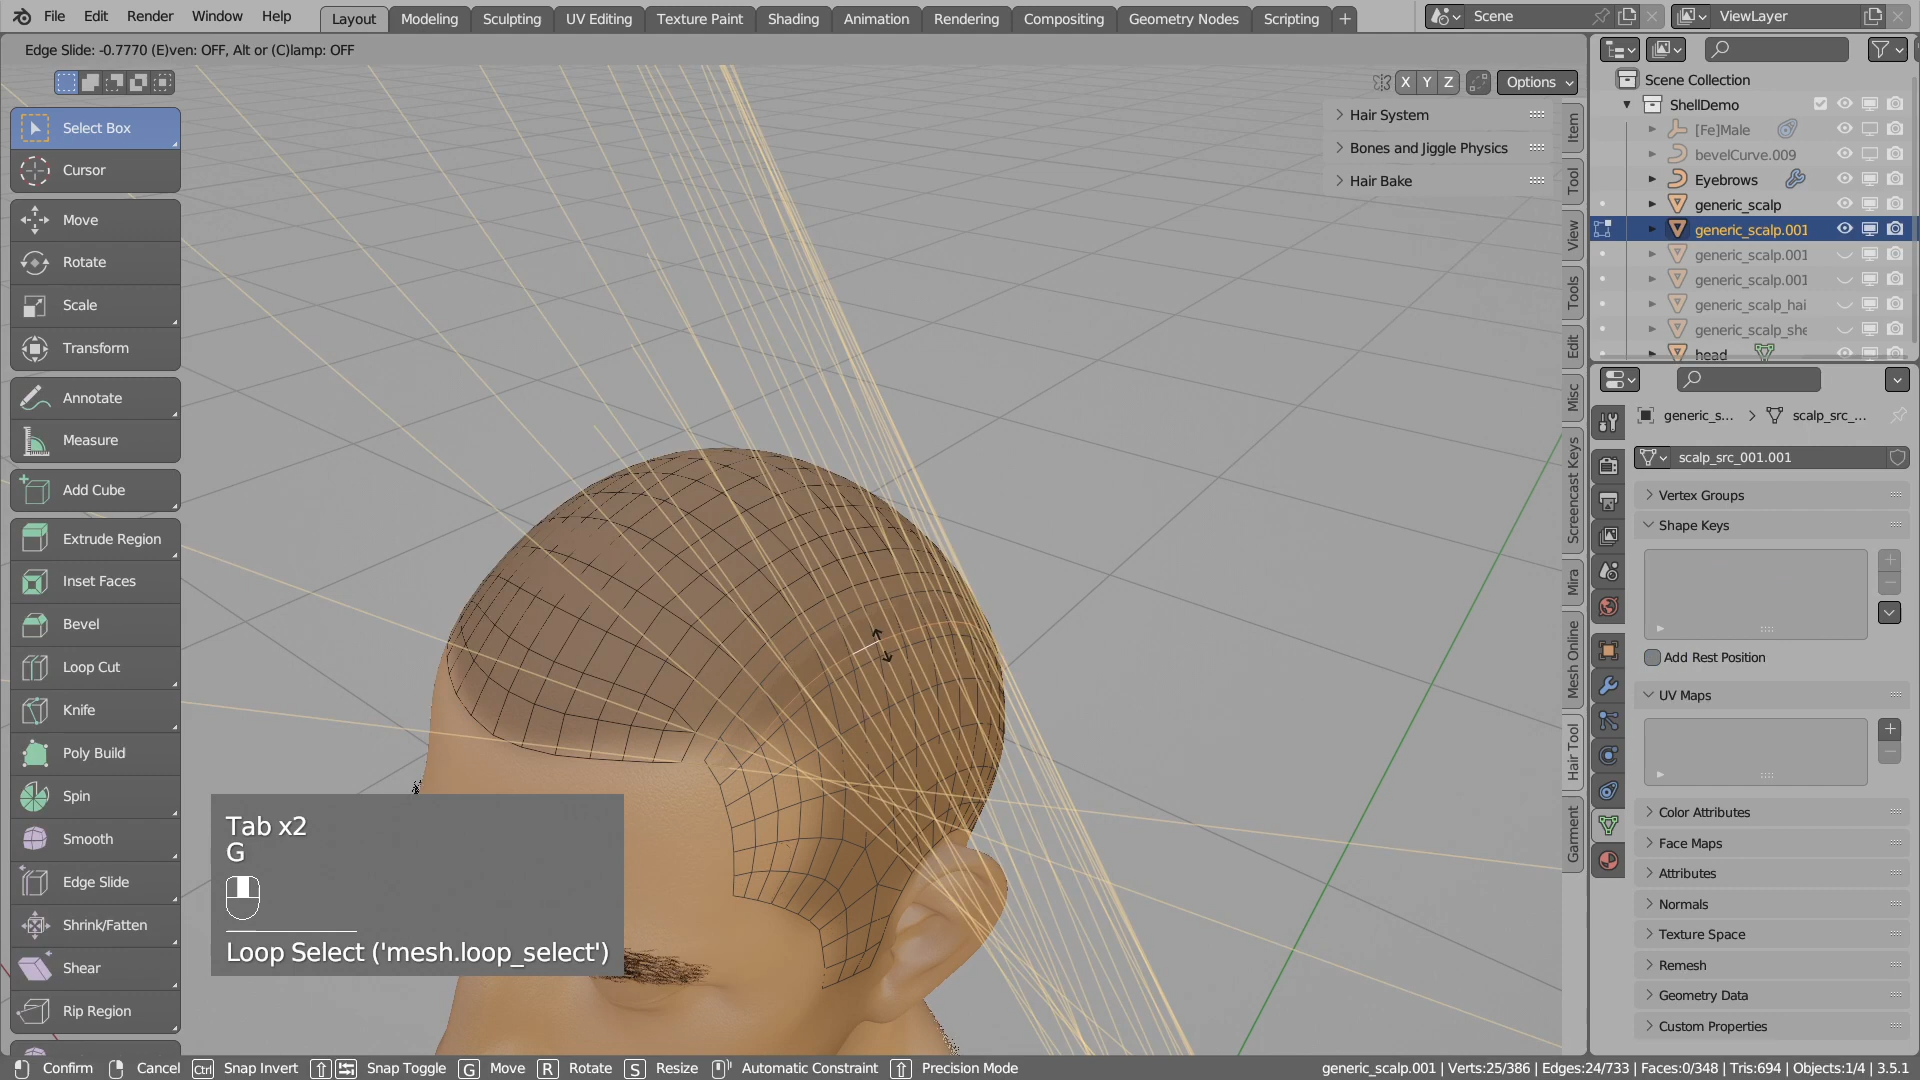 File Edit Render Window Help Layout Modeling Sculpting UV Editing Texture Paint Shading Animation Rendering Compositing Geometry Nodes Scripting + Scene ViewLayer
Edge Slide: -0.7770 (E)ven: OFF, Alt or (C)lamp: OFF
X Y Z Options
Select Box
Cursor
Move
Rotate
Scale
Transform
Annotate
Measure
Add Cube
Extrude Region
Inset Faces
Bevel
Loop Cut
Knife
Poly Build
Spin
Smooth
Edge Slide
Shrink/Fatten
Shear
Rip Region
Hair System
Bones and Jiggle Physics
Hair Bake
Item
Tool
View
Tools
Edit
Misc
Screencast Keys
Mira
Mesh Online
Hair Tool
Garment
Tab x2
G
Loop Select ('mesh.loop_select')
Scene Collection
ShellDemo
[Fe]Male
bevelCurve.009
Eyebrows
generic_scalp
generic_scalp.001
generic_scalp.001
generic_scalp.001
generic_scalp_hai
generic_scalp_she
head
generic_s... scalp_src_...
scalp_src_001.001
Vertex Groups
Shape Keys
Add Rest Position
UV Maps
Color Attributes
Face Maps
Attributes
Normals
Texture Space
Remesh
Geometry Data
Custom Properties
Confirm Cancel Ctrl Snap Invert Snap Toggle G Move R Rotate S Resize Automatic Constraint Precision Mode generic_scalp.001 | Verts:25/386 | Edges:24/733 | Faces:0/348 | Tris:694 | Objects:1/4 | 3.5.1